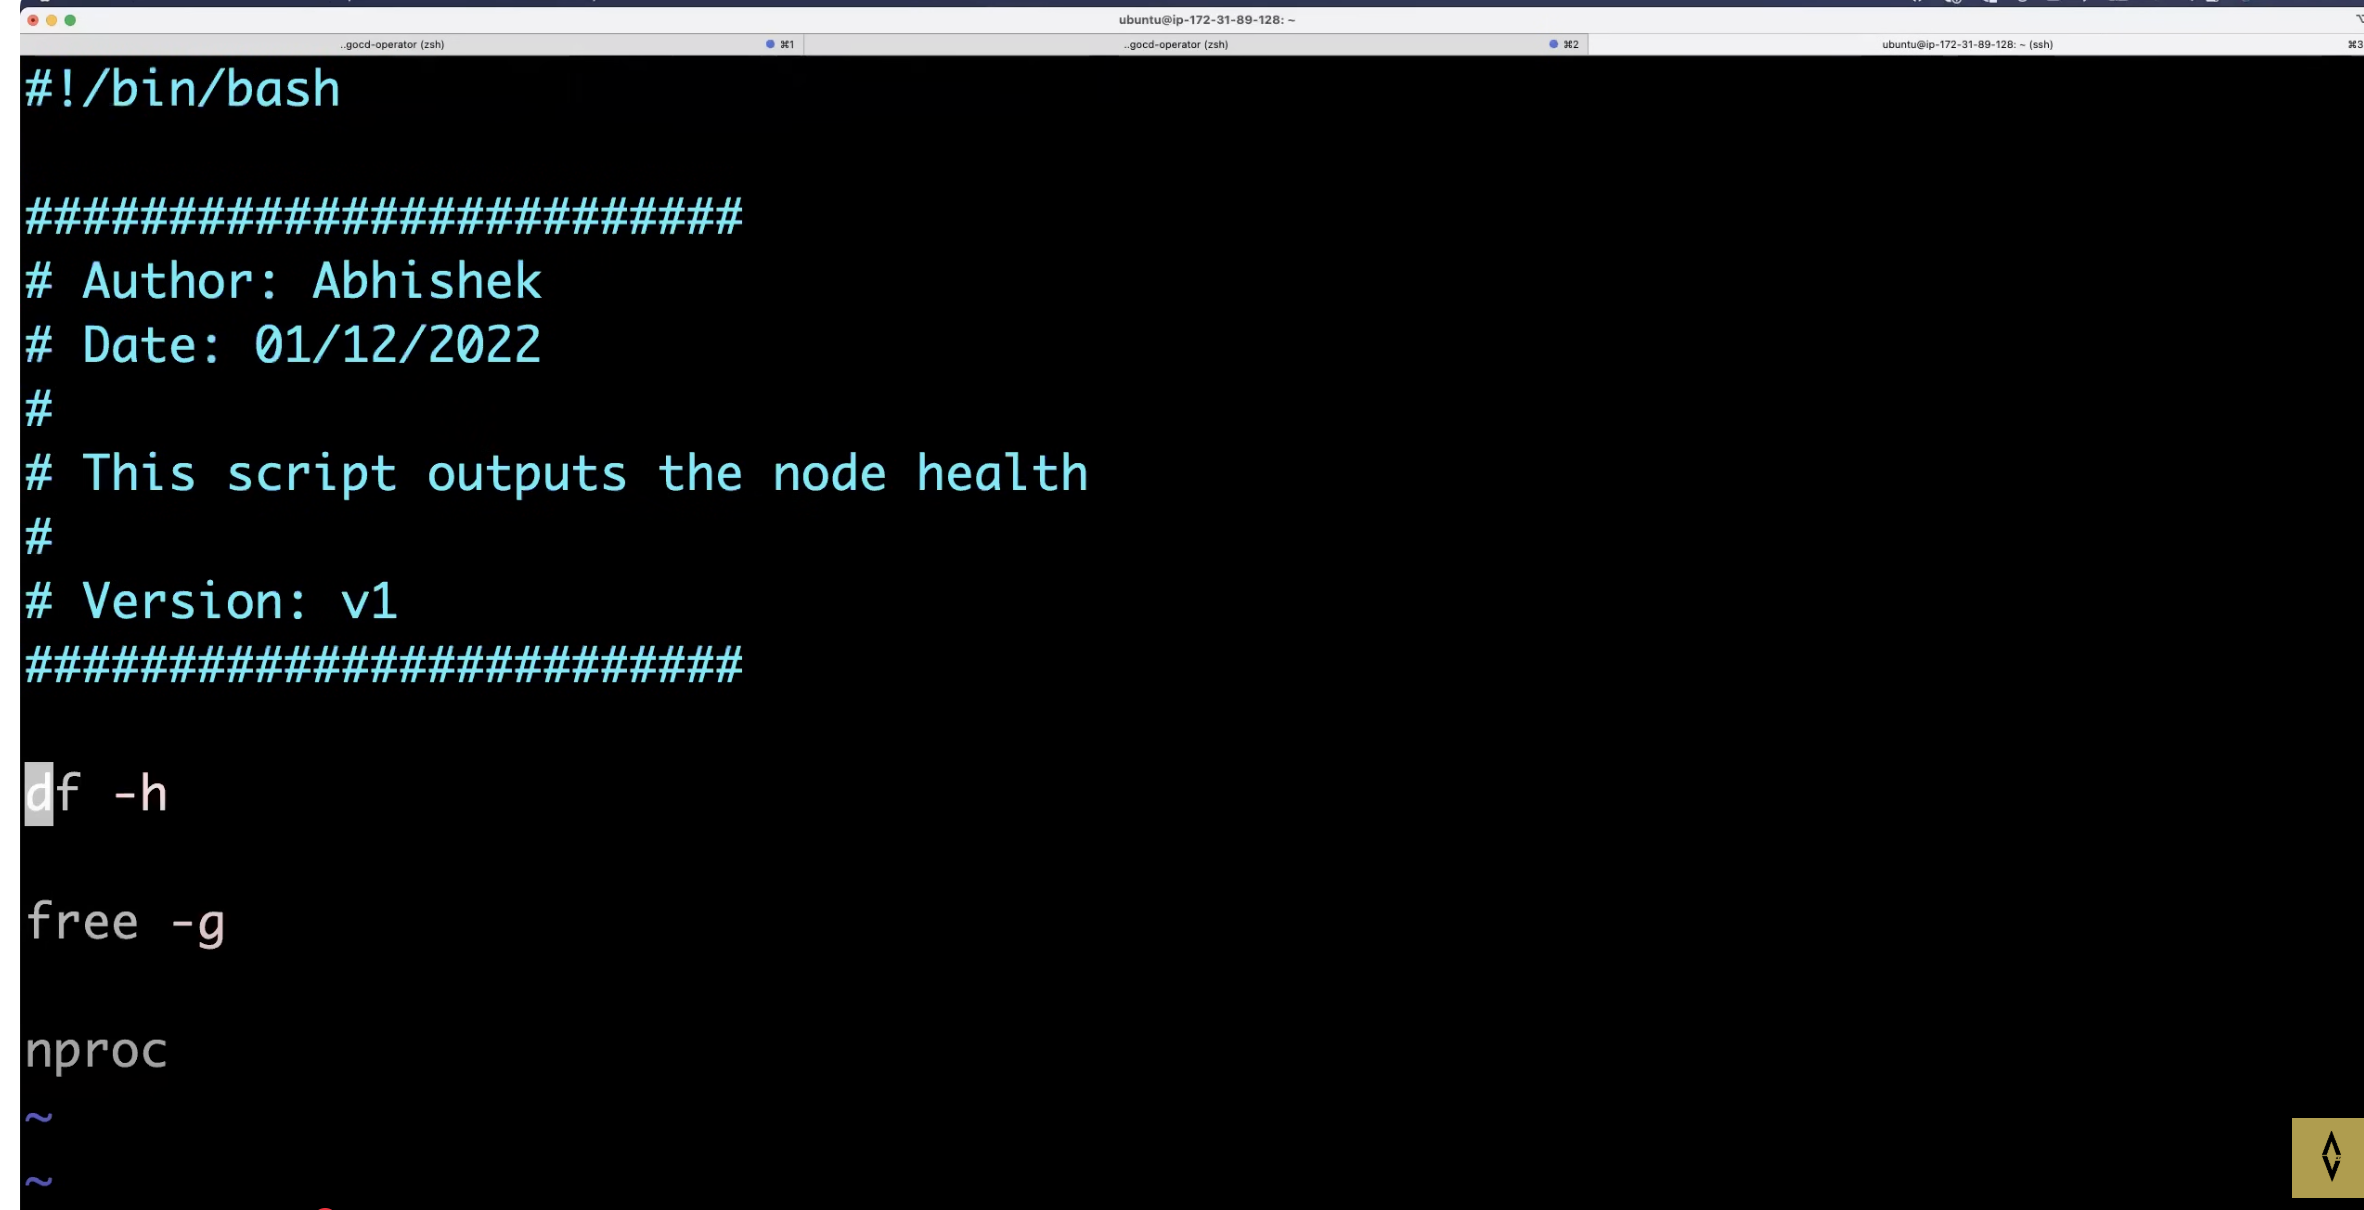 ubuntu@ip-172-31-89-128: ~
..gocd-operator (zsh) ⌘1 ..gocd-operator (zsh) ⌘2 ubuntu@ip-172-31-89-128: ~ (ssh) ⌘3
#!/bin/bash
#########################
# Author: Abhishek
# Date: 01/12/2022
#
# This script outputs the node health
#
# Version: v1
#########################
df -h
free -g
nproc
~
~